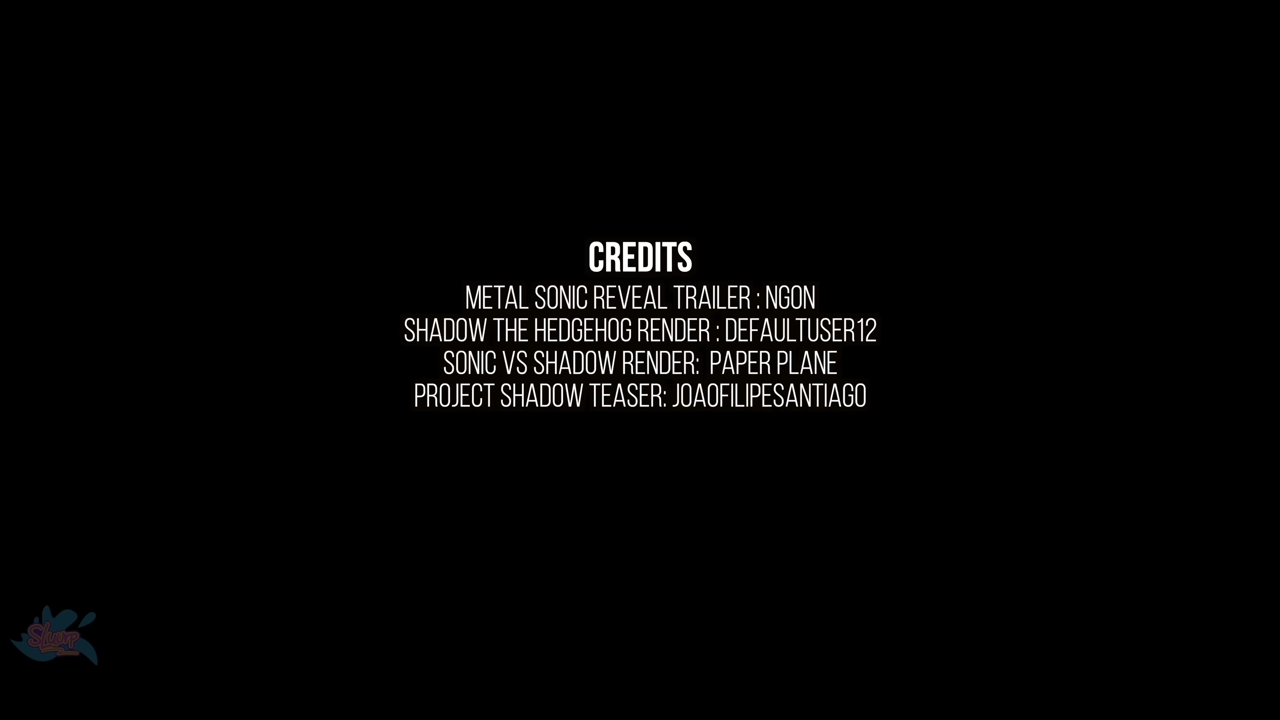 CREDITS
METAL SONIC REVEAL TRAILER : NGON
SHADOW THE HEDGEHOG RENDER : DEFAULTUSER12
SONIC VS SHADOW RENDER: PAPER PLANE
PROJECT SHADOW TEASER: JOAOFILIPESANTIAGO